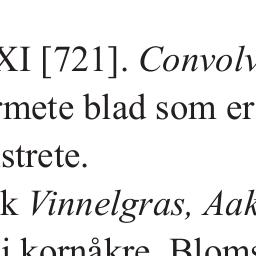 XI [721]. Convolv
rmete blad som er
strete.
k Vinnelgras, Aak
i kornåkre. Bloms